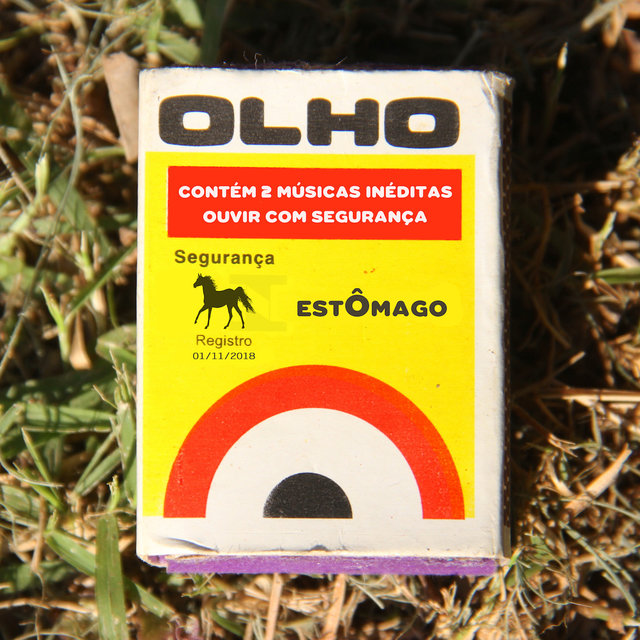 OLHO
CONTÉM 2 MÚSICAS INÉDITAS
OUVIR COM SEGURANÇA
Segurança
ESTÔMAGO
Registro
01/11/2018